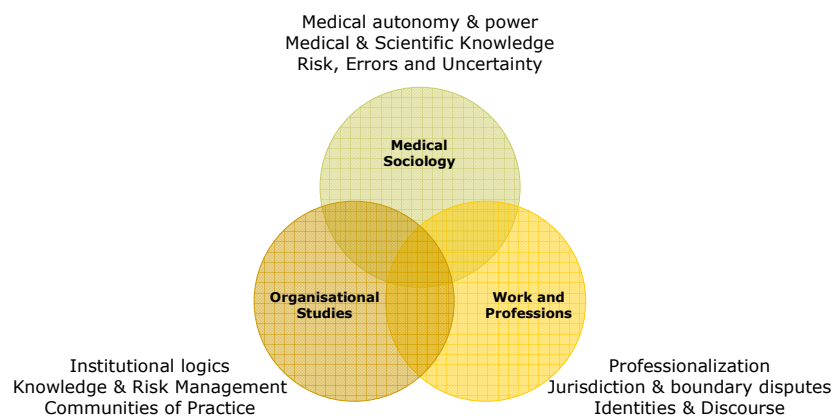 Medical autonomy & power
Medical & Scientific Knowledge
Risk, Errors and Uncertainty
Medical
Sociology
Organisational
Studies
Work and
Professions
Institutional logics
Knowledge & Risk Management
Communities of Practice
Professionalization
Jurisdiction & boundary disputes
Identities & Discourse